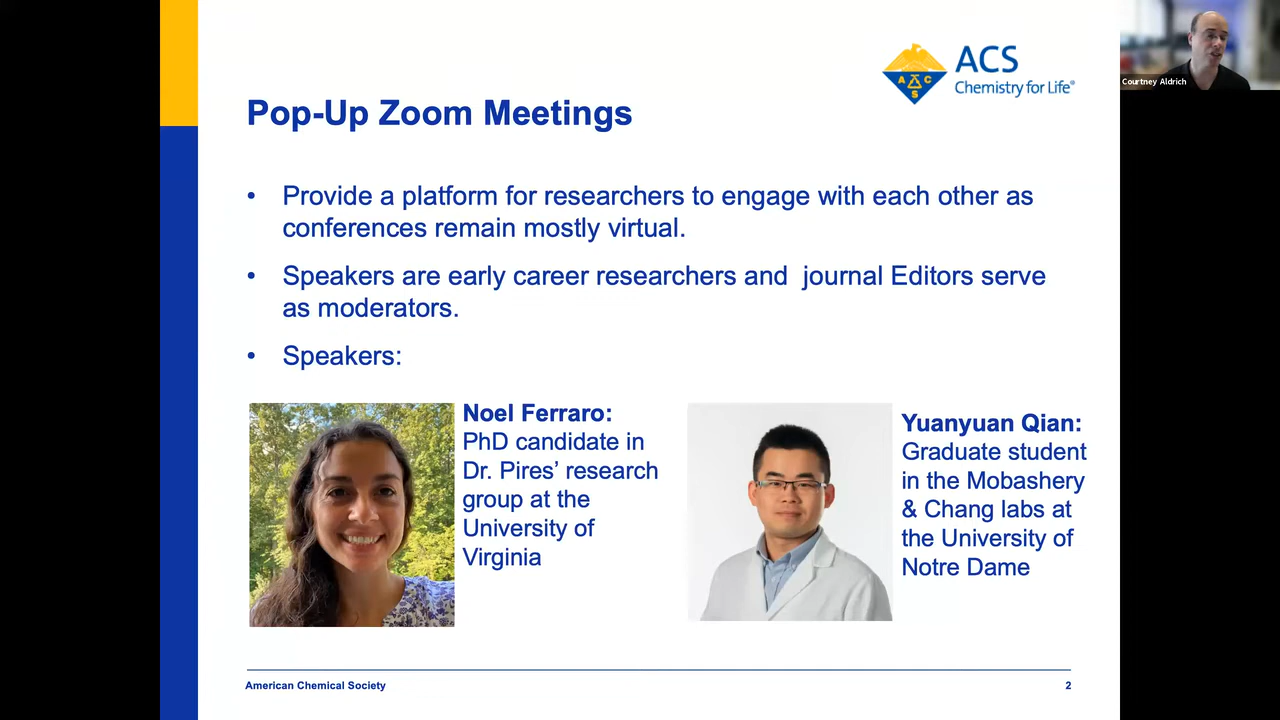 ACS
Chemistry for Life®
A C S
Courtney Aldrich
Pop-Up Zoom Meetings
• Provide a platform for researchers to engage with each other as
conferences remain mostly virtual.
• Speakers are early career researchers and  journal Editors serve
as moderators.
• Speakers:
Noel Ferraro:
PhD candidate in
Dr. Pires’ research
group at the
University of
Virginia
Yuanyuan Qian:
Graduate student
in the Mobashery
& Chang labs at
the University of
Notre Dame
American Chemical Society
2